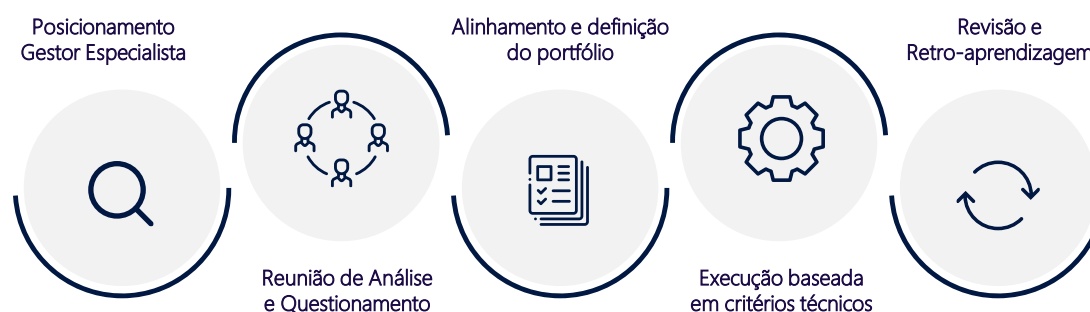 Posicionamento
Gestor Especialista
Reunião de Análise
e Questionamento
Alinhamento e definição
do portfólio
Execução baseada
em critérios técnicos
Revisão e
Retro-aprendizagem